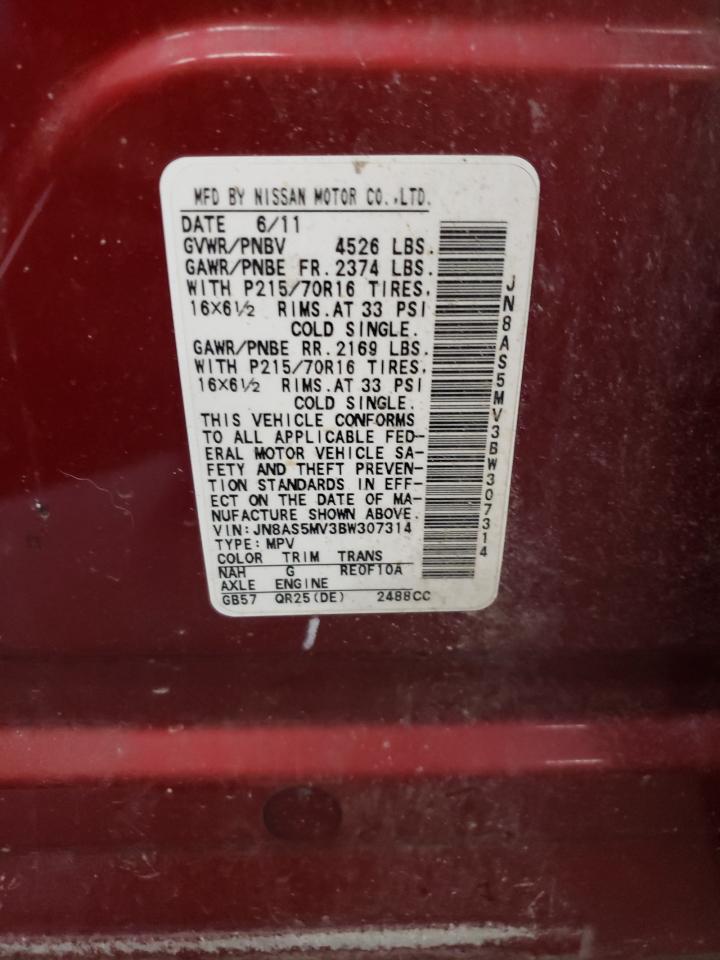 MFD BY NISSAN MOTOR CO.,LTD.
DATE 6/11
GVWR/PNBV 4526 LBS.
GAWR/PNBE FR. 2374 LBS.
WITH P215/70R16 TIRES,
16X6½ RIMS.AT 33 PSI
COLD SINGLE.
GAWR/PNBE RR. 2169 LBS.
WITH P215/70R16 TIRES,
16X6½ RIMS.AT 33 PSI
COLD SINGLE.
THIS VEHICLE CONFORMS
TO ALL APPLICABLE FED-
ERAL MOTOR VEHICLE SA-
FETY AND THEFT PREVEN-
TION STANDARDS IN EFF-
ECT ON THE DATE OF MA-
NUFACTURE SHOWN ABOVE.
VIN:JN8AS5MV3BW307314
TYPE:MPV
COLOR TRIM TRANS
NAH G RE0F10A
AXLE ENGINE
GB57 QR25(DE) 2488CC
JN8AS5MV3BW307314